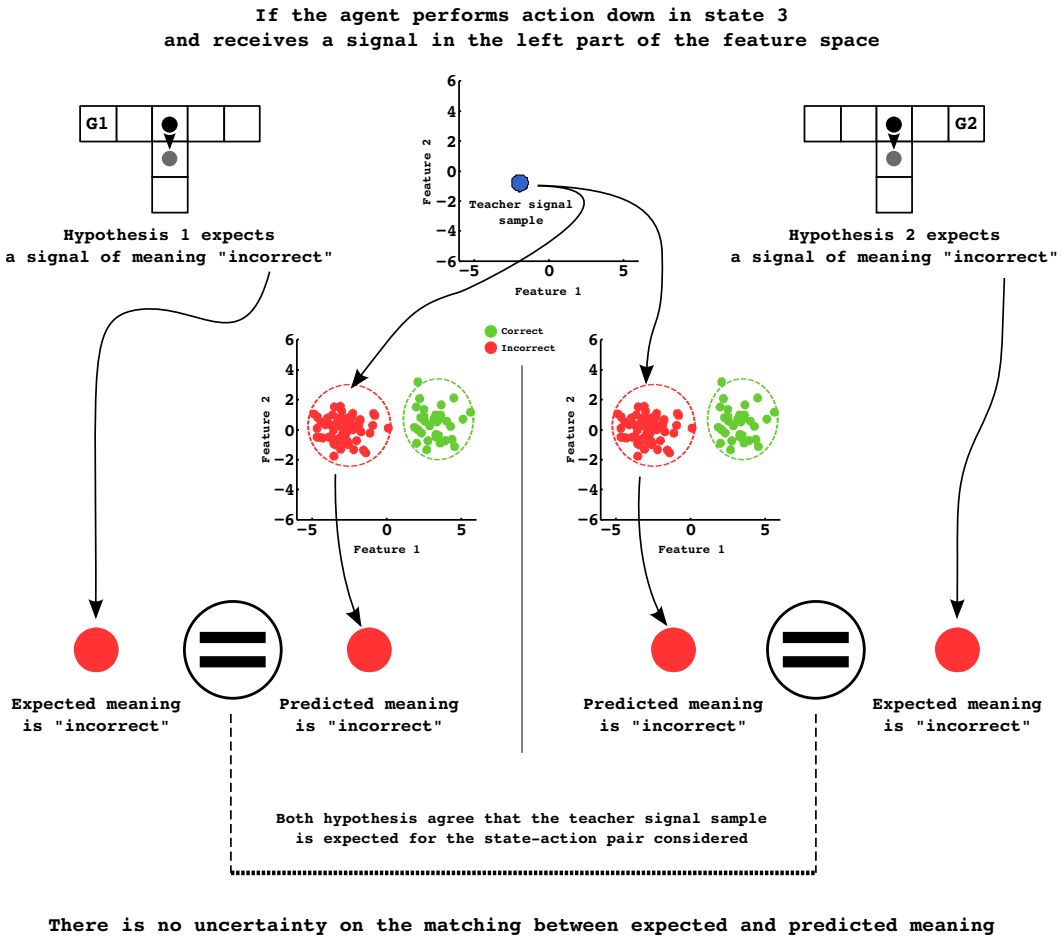 If the agent performs action down in state 3
and receives a signal in the left part of the feature space
G1
Hypothesis 1 expects
a signal of meaning "incorrect"
6
4
2
0
−2
−4
−6
Feature 2
Teacher signal
sample
−5
0
5
Feature 1
G2
Hypothesis 2 expects
a signal of meaning "incorrect"
Correct
Incorrect
6
4
2
0
−2
−4
−6
Feature 2
−5
0
5
Feature 1
6
4
2
0
−2
−4
−6
Feature 2
−5
0
5
Feature 1
Expected meaning
is "incorrect"
Predicted meaning
is "incorrect"
Predicted meaning
is "incorrect"
Expected meaning
is "incorrect"
Both hypothesis agree that the teacher signal sample
is expected for the state-action pair considered
There is no uncertainty on the matching between expected and predicted meaning